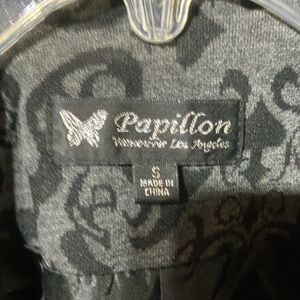 Papillon
Vancouver Los Angeles
S
MADE IN
CHINA